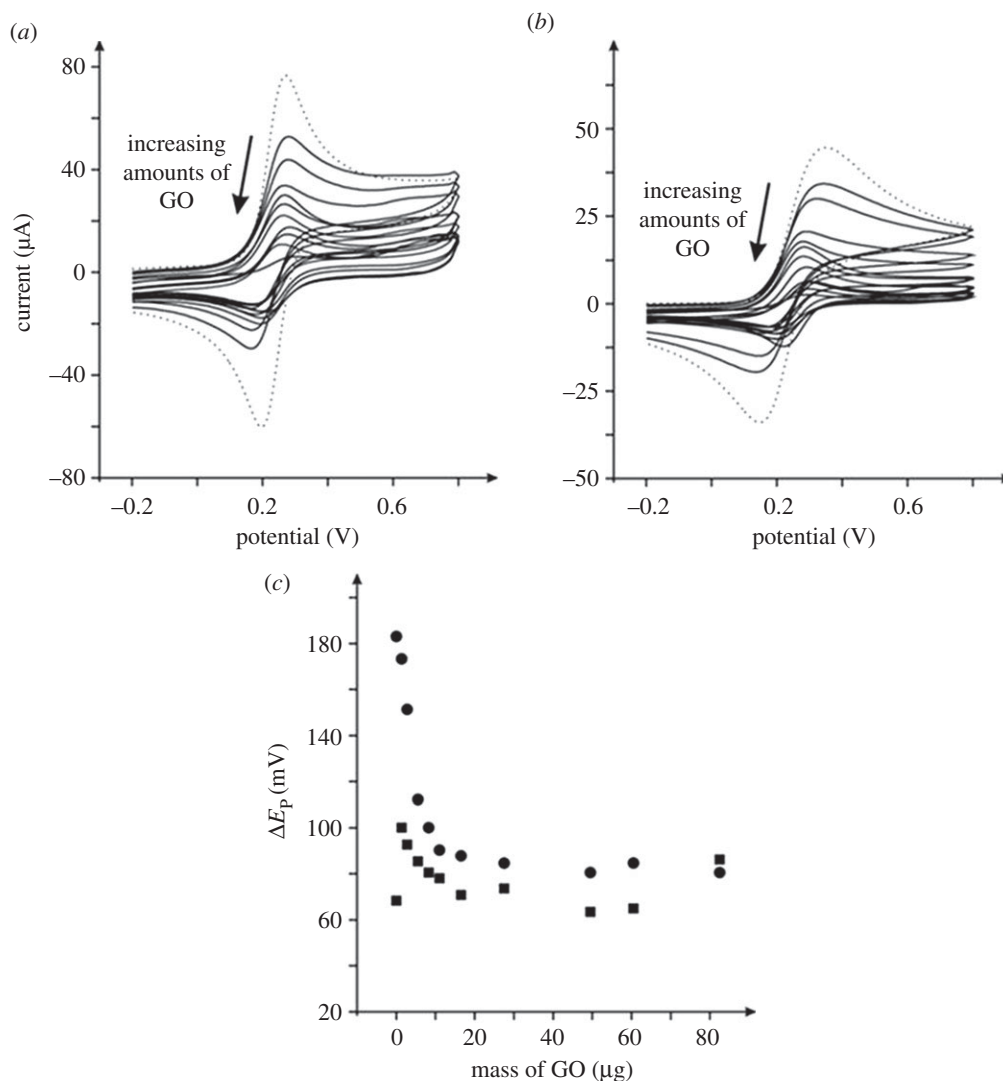 (a)
80
40
0
–40
–80
current (µA)
increasing
amounts of
GO
–0.2
0.2
0.6
potential (V)
(b)
50
25
0
–25
–50
increasing
amounts of
GO
–0.2
0.2
0.6
potential (V)
(c)
180
140
100
60
20
ΔEP (mV)
0
20
40
60
80
mass of GO (µg)